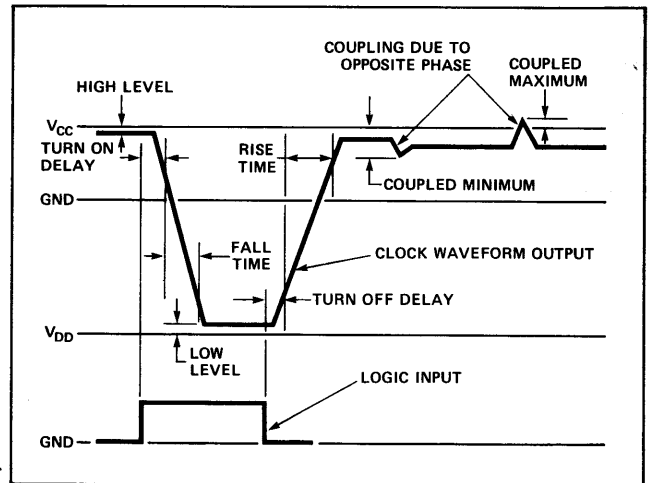 COUPLING DUE TO
OPPOSITE PHASE
COUPLED
MAXIMUM
HIGH LEVEL
VCC
TURN ON
DELAY
RISE
TIME
COUPLED MINIMUM
GND
FALL
TIME
CLOCK WAVEFORM OUTPUT
TURN OFF DELAY
VDD
LOW
LEVEL
LOGIC INPUT
GND